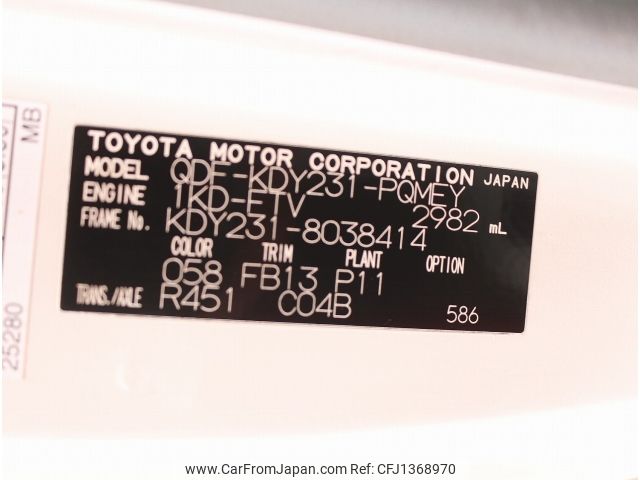 TOYOTA MOTOR CORPORATION JAPAN
MODEL QDF-KDY231-PQMEY
ENGINE 1KD-FTV 2982 mL
FRAME No. KDY231-8038414
COLOR TRIM PLANT OPTION
058 FB13 P11
TRANS./AXLE R451 C04B 586
MB
25280
www.CarFromJapan.com
CFJ1368970